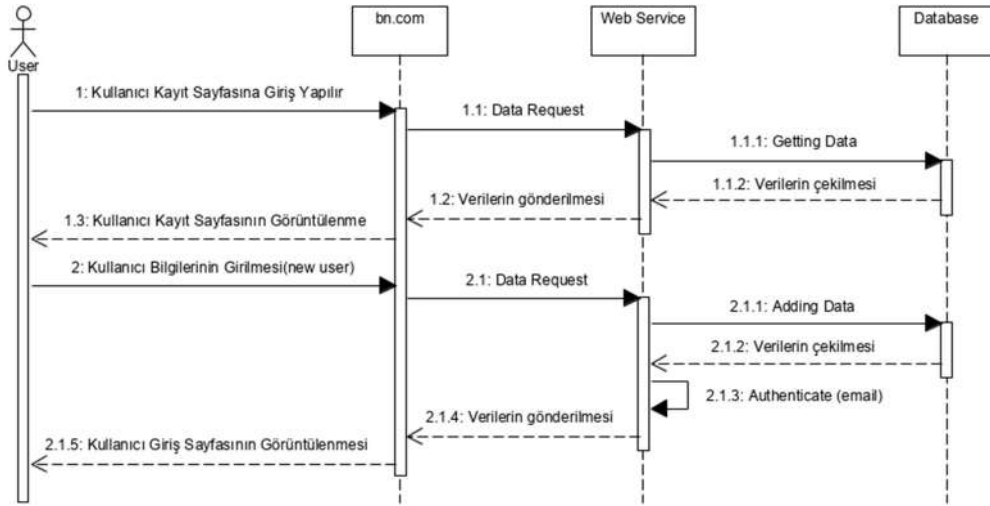 bn.com
Web Service
Database
User
1: Kullanıcı Kayıt Sayfasına Giriş Yapılır
1.1: Data Request
1.1.1: Getting Data
1.1.2: Verilerin çekilmesi
1.2: Verilerin gönderilmesi
1.3: Kullanıcı Kayıt Sayfasının Görüntülenme
2: Kullanıcı Bilgilerinin Girilmesi(new user)
2.1: Data Request
2.1.1: Adding Data
2.1.2: Verilerin çekilmesi
2.1.3: Authenticate (email)
2.1.4: Verilerin gönderilmesi
2.1.5: Kullanıcı Giriş Sayfasının Görüntülenmesi